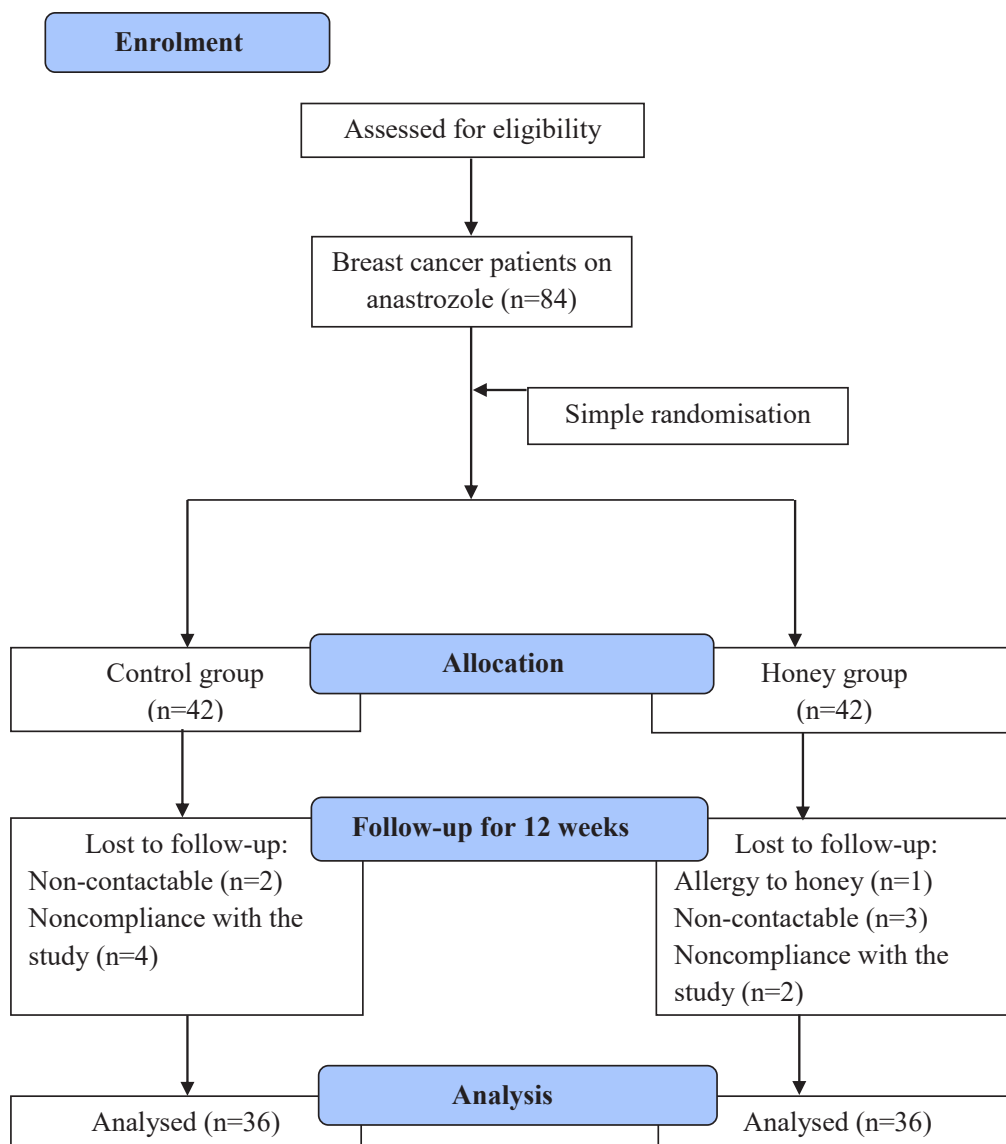 Enrolment
Assessed for eligibility
Breast cancer patients on
anastrozole (n=84)
Simple randomisation
Allocation
Control group
(n=42)
Honey group
(n=42)
Follow-up for 12 weeks
Lost to follow-up:
Non-contactable (n=2)
Noncompliance with the
study (n=4)
Lost to follow-up:
Allergy to honey (n=1)
Non-contactable (n=3)
Noncompliance with the
study (n=2)
Analysis
Analysed (n=36)
Analysed (n=36)